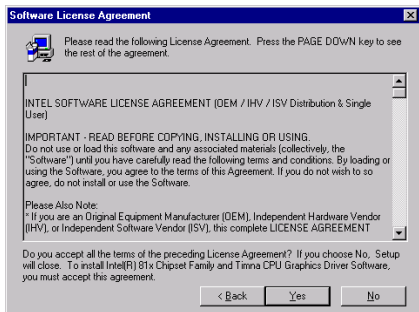 Software License Agreement
Please read the following License Agreement. Press the PAGE DOWN key to see
the rest of the agreement.
INTEL SOFTWARE LICENSE AGREEMENT (OEM / IHV / ISV Distribution & Single
User)
IMPORTANT - READ BEFORE COPYING, INSTALLING OR USING.
Do not use or load this software and any associated materials (collectively, the
"Software") until you have carefully read the following terms and conditions. By loading or
using the Software, you agree to the terms of this Agreement. If you do not wish to so
agree, do not install or use the Software.
Please Also Note:
* If you are an Original Equipment Manufacturer (OEM), Independent Hardware Vendor
(IHV), or Independent Software Vendor (ISV), this complete LICENSE AGREEMENT
Do you accept all the terms of the preceding License Agreement? If you choose No, Setup
will close. To install Intel(R) 81x Chipset Family and Timna CPU Graphics Driver Software,
you must accept this agreement.
< Back Yes No